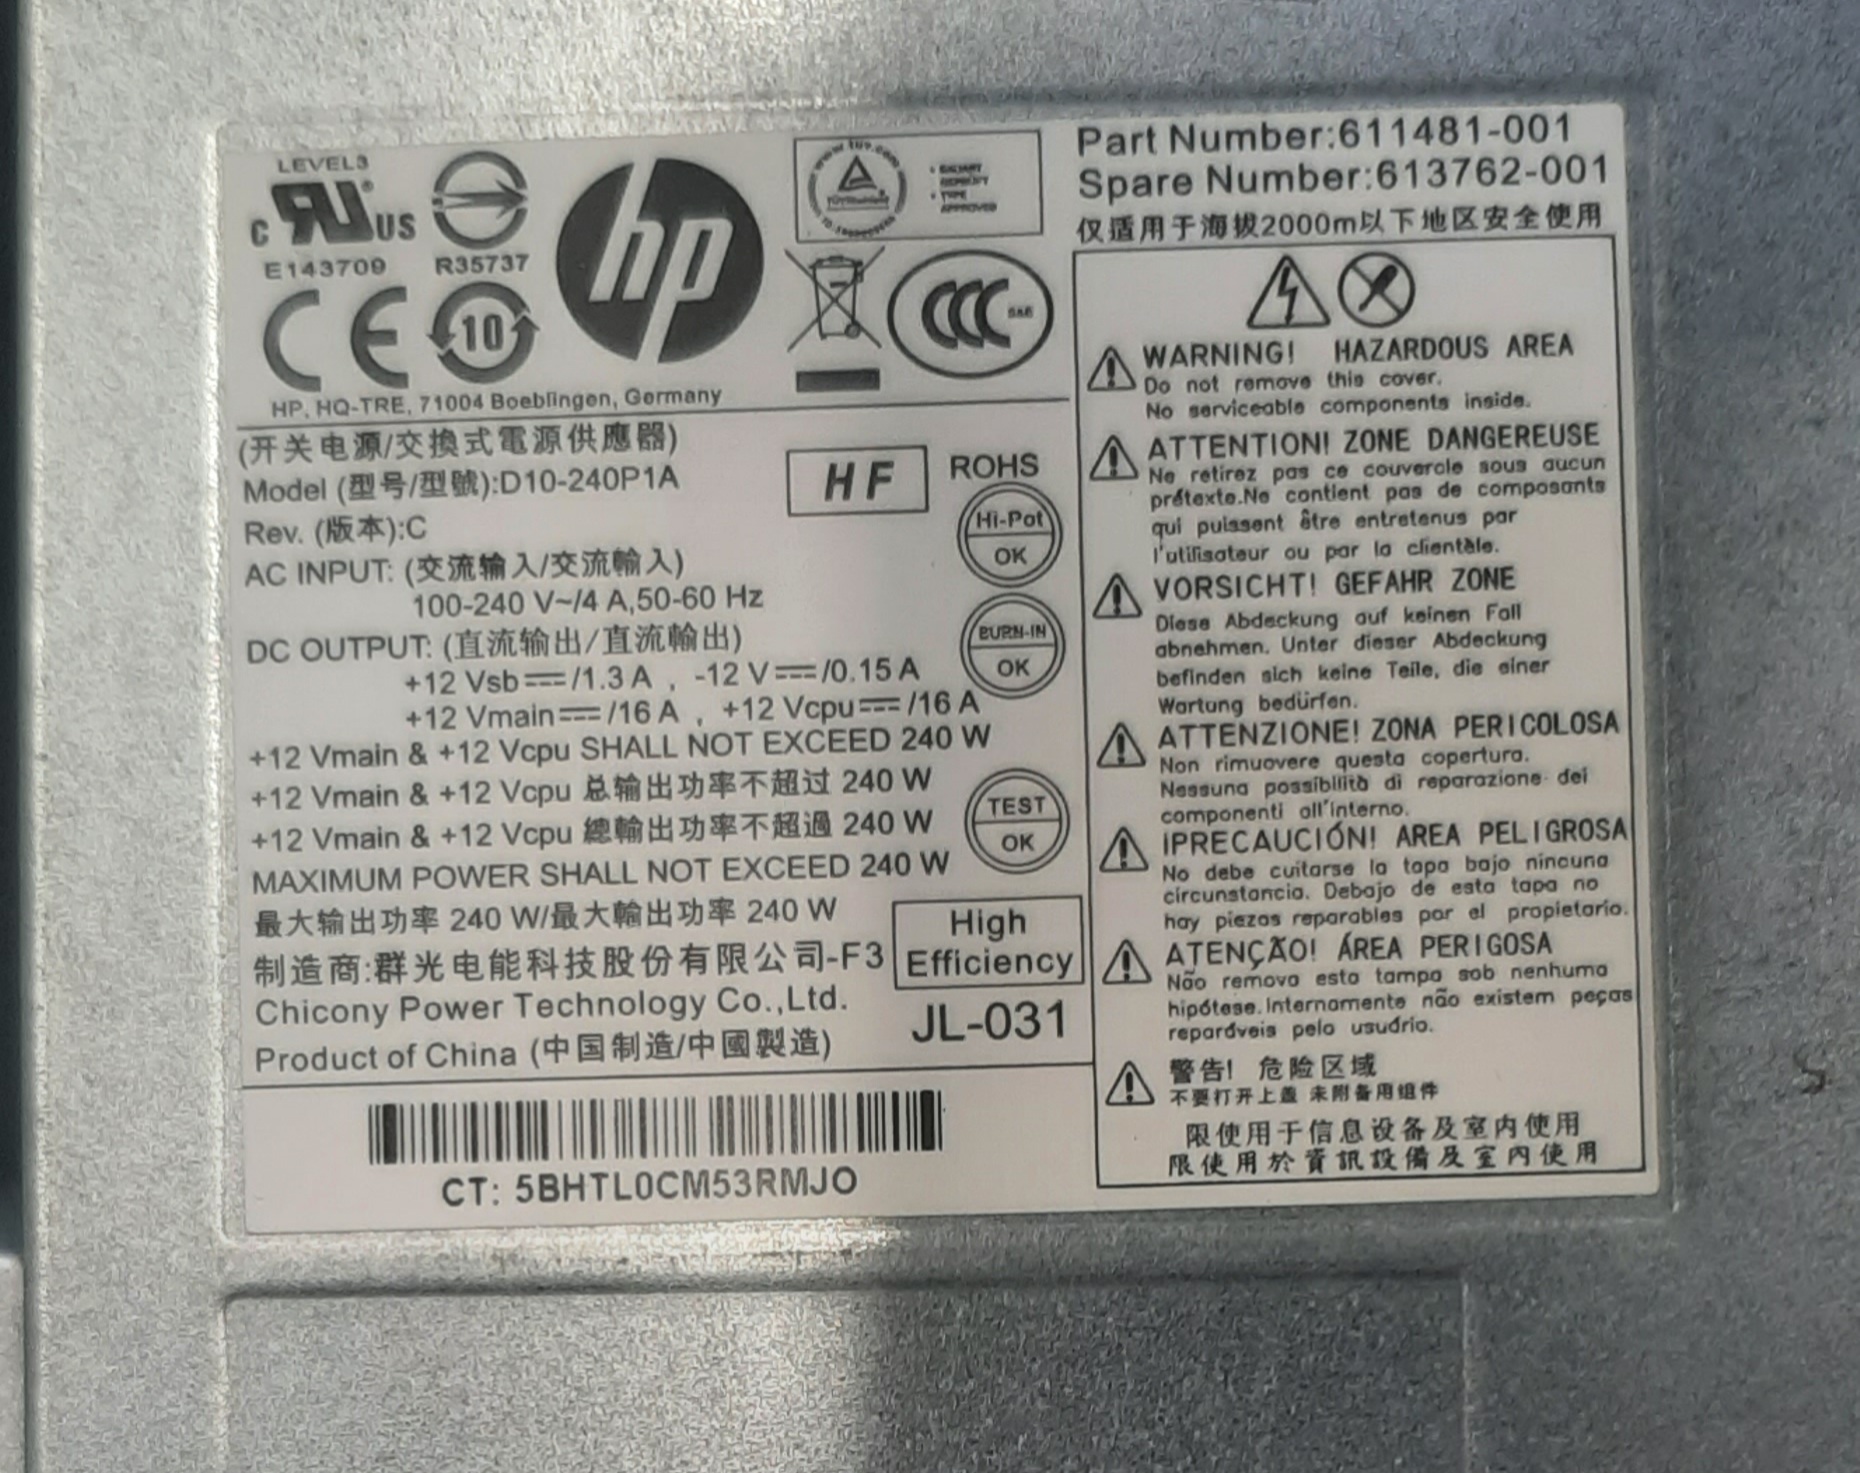 LEVEL3
C RU US
E143709
R35737
CE
10
hp
www.tuv.com
TÜVRheinland
TYPE
APPROVED
CCC
S&E
HP, HQ-TRE, 71004 Boeblingen, Germany
(开关电源/交換式電源供應器)
Model (型号/型號):D10-240P1A
Rev. (版本):C
HF
ROHS
Hi-Pot
OK
AC INPUT: (交流输入/交流輸入)
100-240 V~/4 A,50-60 Hz
BURN-IN
OK
DC OUTPUT: (直流输出/直流輸出)
+12 Vsb⎓/1.3 A , -12 V⎓/0.15 A
+12 Vmain⎓/16 A , +12 Vcpu⎓/16 A
+12 Vmain & +12 Vcpu SHALL NOT EXCEED 240 W
+12 Vmain & +12 Vcpu 总输出功率不超过 240 W
+12 Vmain & +12 Vcpu 總輸出功率不超過 240 W
TEST
OK
MAXIMUM POWER SHALL NOT EXCEED 240 W
最大输出功率 240 W/最大輸出功率 240 W
制造商:群光电能科技股份有限公司-F3
High
Efficiency
Chicony Power Technology Co.,Ltd.
JL-031
Product of China (中国制造/中國製造)
CT: 5BHTL0CM53RMJO
Part Number:611481-001
Spare Number:613762-001
仅适用于海拔2000m以下地区安全使用
WARNING! HAZARDOUS AREA
Do not remove this cover.
No serviceable components inside.
ATTENTION! ZONE DANGEREUSE
Ne retirez pas ce couvercle sous aucun
prétexte.Ne contient pas de composants
qui puissent être entretenus par
l'utilisateur ou par la clientèle.
VORSICHT! GEFAHR ZONE
Diese Abdeckung auf keinen Fall
abnehmen. Unter dieser Abdeckung
befinden sich keine Teile, die einer
Wartung bedürfen.
ATTENZIONE! ZONA PERICOLOSA
Non rimuovere questa copertura.
Nessuna possibilità di reparazione dei
componenti all'interno.
¡PRECAUCIÓN! AREA PELIGROSA
No debe cuitarse la tapa bajo nincuna
circunstancia. Debajo de esta tapa no
hay piezas reparables por el propietario.
ATENÇÃO! ÁREA PERIGOSA
Não remova esta tampa sob nenhuma
hipótese.Internamente não existem peças
reparáveis pelo usuário.
警告! 危险区域
不要打开上盖 未附备用组件
限使用于信息设备及室内使用
限使用於資訊設備及室內使用